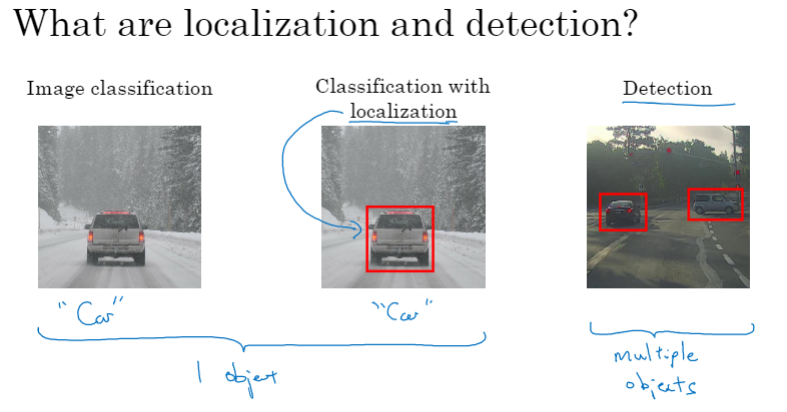 What are localization and detection?
Image classification
Classification with
localization
Detection
"Car"
"Car"
1 object
multiple
objects